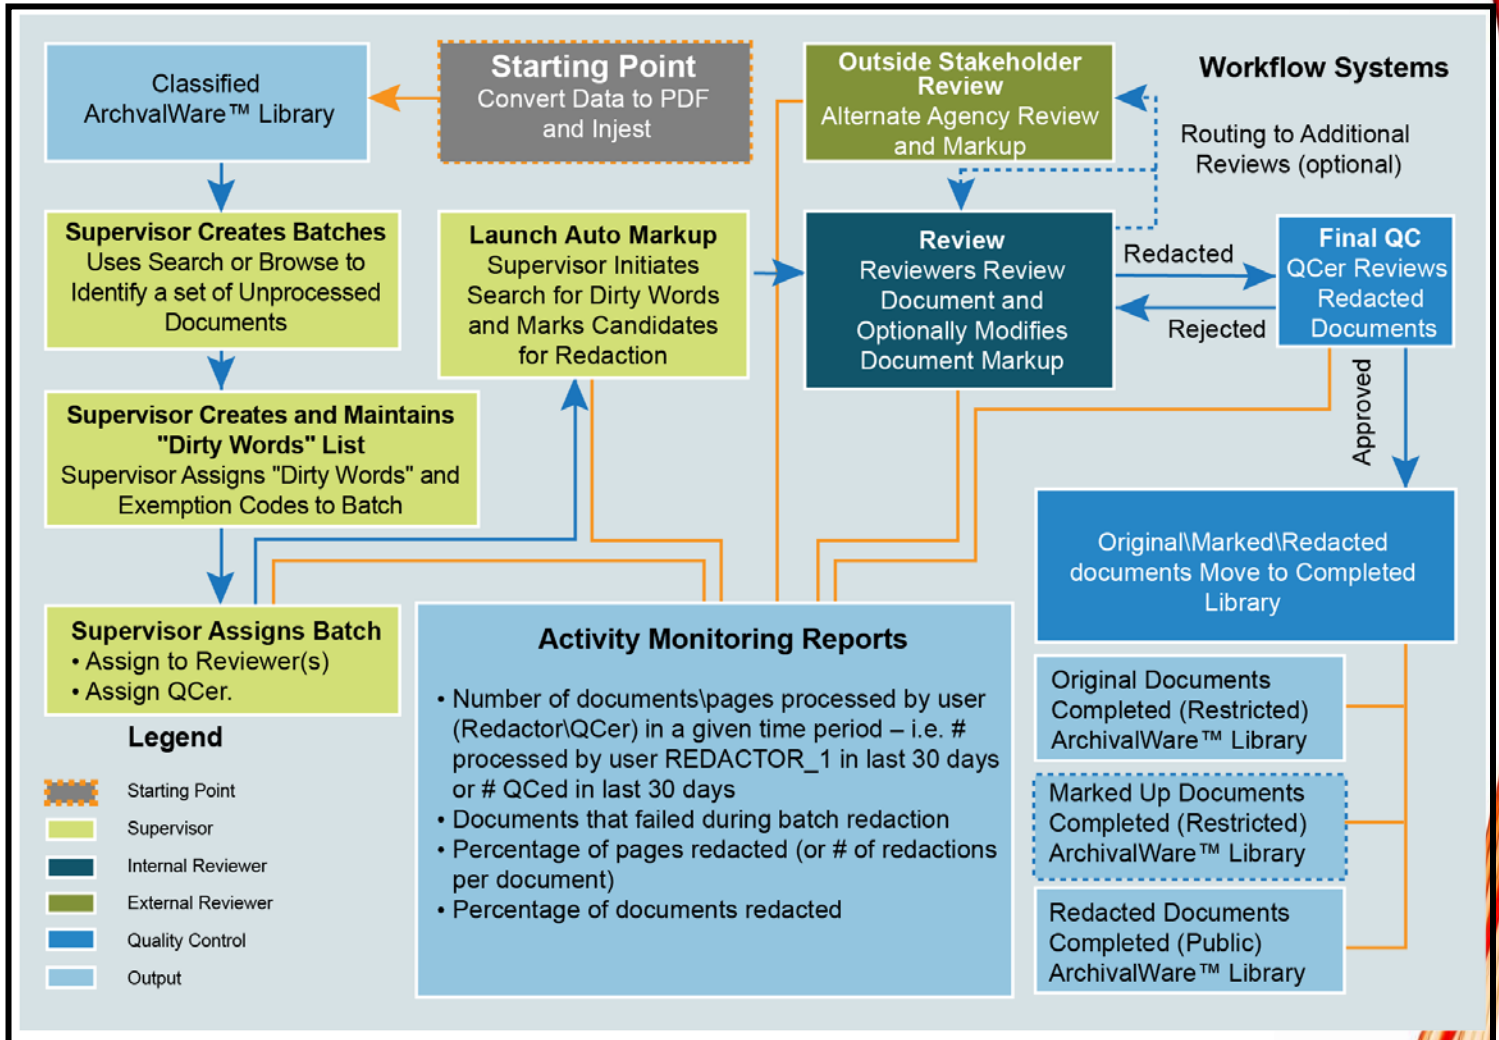 Classified
ArchvalWare™ Library
Starting Point
Convert Data to PDF
and Injest
Outside Stakeholder
Review
Alternate Agency Review
and Markup
Workflow Systems
Routing to Additional
Reviews (optional)
Supervisor Creates Batches
Uses Search or Browse to
Identify a set of Unprocessed
Documents
Launch Auto Markup
Supervisor Initiates
Search for Dirty Words
and Marks Candidates
for Redaction
Review
Reviewers Review
Document and
Optionally Modifies
Document Markup
Redacted
Rejected
Final QC
QCer Reviews
Redacted
Documents
Approved
Supervisor Creates and Maintains
"Dirty Words" List
Supervisor Assigns "Dirty Words" and
Exemption Codes to Batch
Original\Marked\Redacted
documents Move to Completed
Library
Supervisor Assigns Batch
• Assign to Reviewer(s)
• Assign QCer.
Activity Monitoring Reports
• Number of documents\pages processed by user
(Redactor\QCer) in a given time period – i.e. #
processed by user REDACTOR_1 in last 30 days
or # QCed in last 30 days
• Documents that failed during batch redaction
• Percentage of pages redacted (or # of redactions
per document)
• Percentage of documents redacted
Original Documents
Completed (Restricted)
ArchivalWare™ Library
Marked Up Documents
Completed (Restricted)
ArchivalWare™ Library
Redacted Documents
Completed (Public)
ArchivalWare™ Library
Legend
Starting Point
Supervisor
Internal Reviewer
External Reviewer
Quality Control
Output